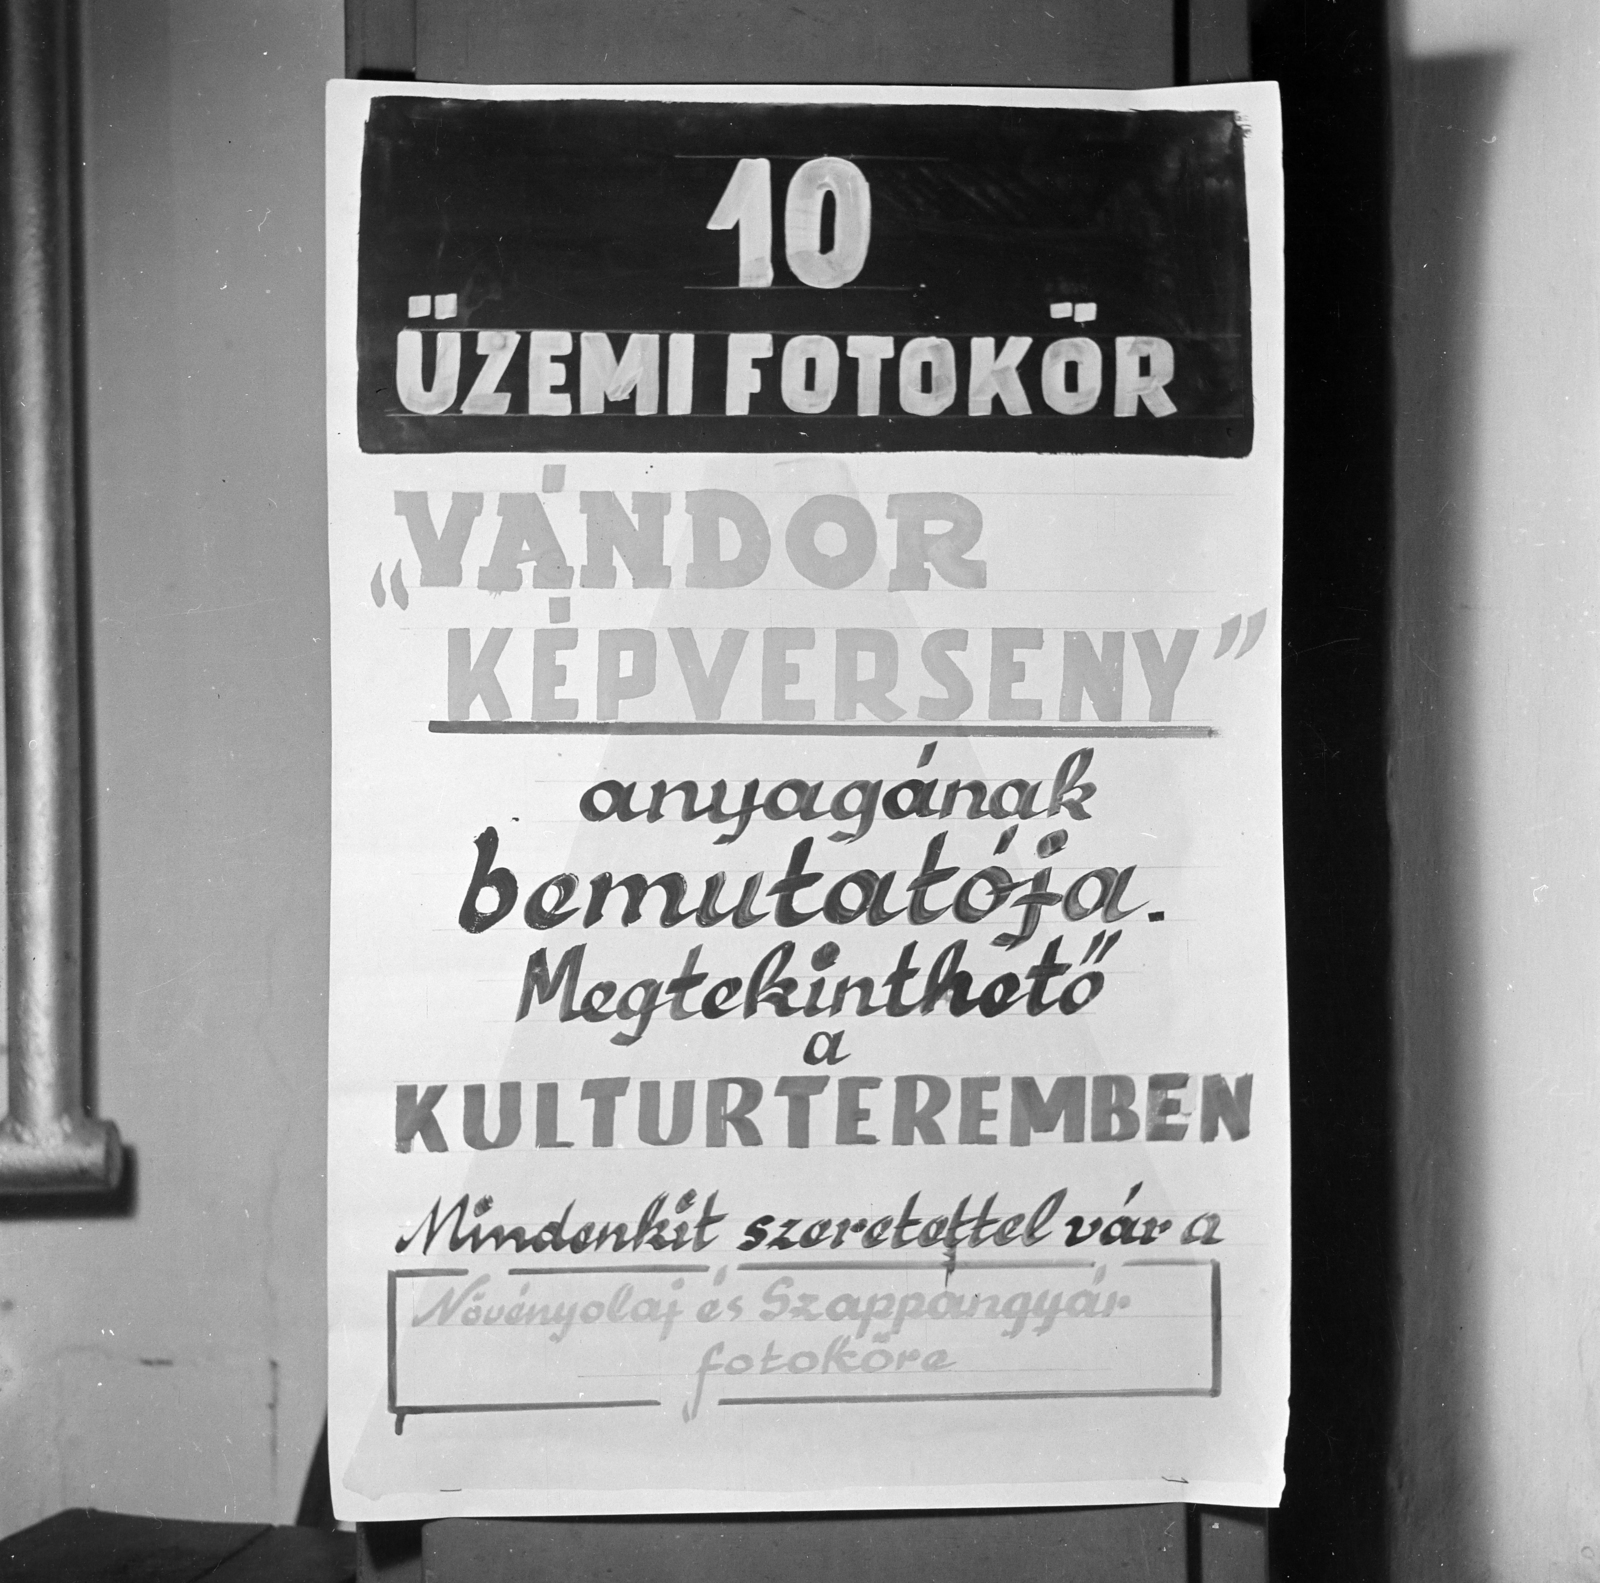 10
ÜZEMI FOTOKÖR
„VÁNDOR
KÉPVERSENY”
anyagának
bemutatója.
Megtekinthető
a
KULTURTEREMBEN
Mindenkit szeretettel vár a
Növényolaj és Szappangyár
fotoköre